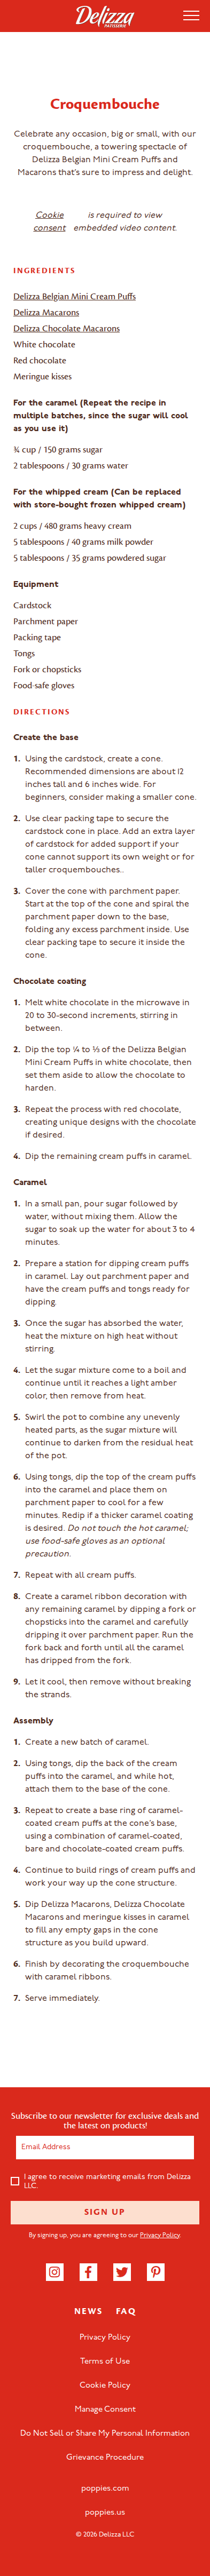 Delizza
PATISSERIE
Croquembouche
Celebrate any occasion, big or small, with our
croquembouche, a towering spectacle of
Delizza Belgian Mini Cream Puffs and
Macarons that’s sure to impress and delight.
Cookie consent is required to view embedded video content.
INGREDIENTS
Delizza Belgian Mini Cream Puffs
Delizza Macarons
Delizza Chocolate Macarons
White chocolate
Red chocolate
Meringue kisses
For the caramel (Repeat the recipe in
multiple batches, since the sugar will cool
as you use it)
¾ cup / 150 grams sugar
2 tablespoons / 30 grams water
For the whipped cream (Can be replaced
with store-bought frozen whipped cream)
2 cups / 480 grams heavy cream
5 tablespoons / 40 grams milk powder
5 tablespoons / 35 grams powdered sugar
Equipment
Cardstock
Parchment paper
Packing tape
Tongs
Fork or chopsticks
Food-safe gloves
DIRECTIONS
Create the base
1. Using the cardstock, create a cone.
Recommended dimensions are about 12
inches tall and 6 inches wide. For
beginners, consider making a smaller cone.
2. Use clear packing tape to secure the
cardstock cone in place. Add an extra layer
of cardstock for added support if your
cone cannot support its own weight or for
taller croquembouches..
3. Cover the cone with parchment paper.
Start at the top of the cone and spiral the
parchment paper down to the base,
folding any excess parchment inside. Use
clear packing tape to secure it inside the
cone.
Chocolate coating
1. Melt white chocolate in the microwave in
20 to 30-second increments, stirring in
between.
2. Dip the top ¼ to ⅓ of the Delizza Belgian
Mini Cream Puffs in white chocolate, then
set them aside to allow the chocolate to
harden.
3. Repeat the process with red chocolate,
creating unique designs with the chocolate
if desired.
4. Dip the remaining cream puffs in caramel.
Caramel
1. In a small pan, pour sugar followed by
water, without mixing them. Allow the
sugar to soak up the water for about 3 to 4
minutes.
2. Prepare a station for dipping cream puffs
in caramel. Lay out parchment paper and
have the cream puffs and tongs ready for
dipping.
3. Once the sugar has absorbed the water,
heat the mixture on high heat without
stirring.
4. Let the sugar mixture come to a boil and
continue until it reaches a light amber
color, then remove from heat.
5. Swirl the pot to combine any unevenly
heated parts, as the sugar mixture will
continue to darken from the residual heat
of the pot.
6. Using tongs, dip the top of the cream puffs
into the caramel and place them on
parchment paper to cool for a few
minutes. Redip if a thicker caramel coating
is desired. Do not touch the hot caramel;
use food-safe gloves as an optional
precaution.
7. Repeat with all cream puffs.
8. Create a caramel ribbon decoration with
any remaining caramel by dipping a fork or
chopsticks into the caramel and carefully
dripping it over parchment paper. Run the
fork back and forth until all the caramel
has dripped from the fork.
9. Let it cool, then remove without breaking
the strands.
Assembly
1. Create a new batch of caramel.
2. Using tongs, dip the back of the cream
puffs into the caramel, and while hot,
attach them to the base of the cone.
3. Repeat to create a base ring of caramel-
coated cream puffs at the cone’s base,
using a combination of caramel-coated,
bare and chocolate-coated cream puffs.
4. Continue to build rings of cream puffs and
work your way up the cone structure.
5. Dip Delizza Macarons, Delizza Chocolate
Macarons and meringue kisses in caramel
to fill any empty gaps in the cone
structure as you build upward.
6. Finish by decorating the croquembouche
with caramel ribbons.
7. Serve immediately.
Subscribe to our newsletter for exclusive deals and
the latest on products!
Email Address
I agree to receive marketing emails from Delizza
LLC.
SIGN UP
By signing up, you are agreeing to our Privacy Policy.
NEWS FAQ
Privacy Policy
Terms of Use
Cookie Policy
Manage Consent
Do Not Sell or Share My Personal Information
Grievance Procedure
poppies.com
poppies.us
© 2026 Delizza LLC